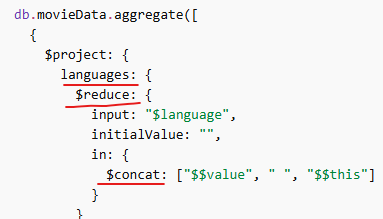 db.movieData.aggregate([
{
$project: {
languages: {
$reduce: {
input: "$language",
initialValue: "",
in: {
$concat: ["$$value", " ", "$$this"]
}
}